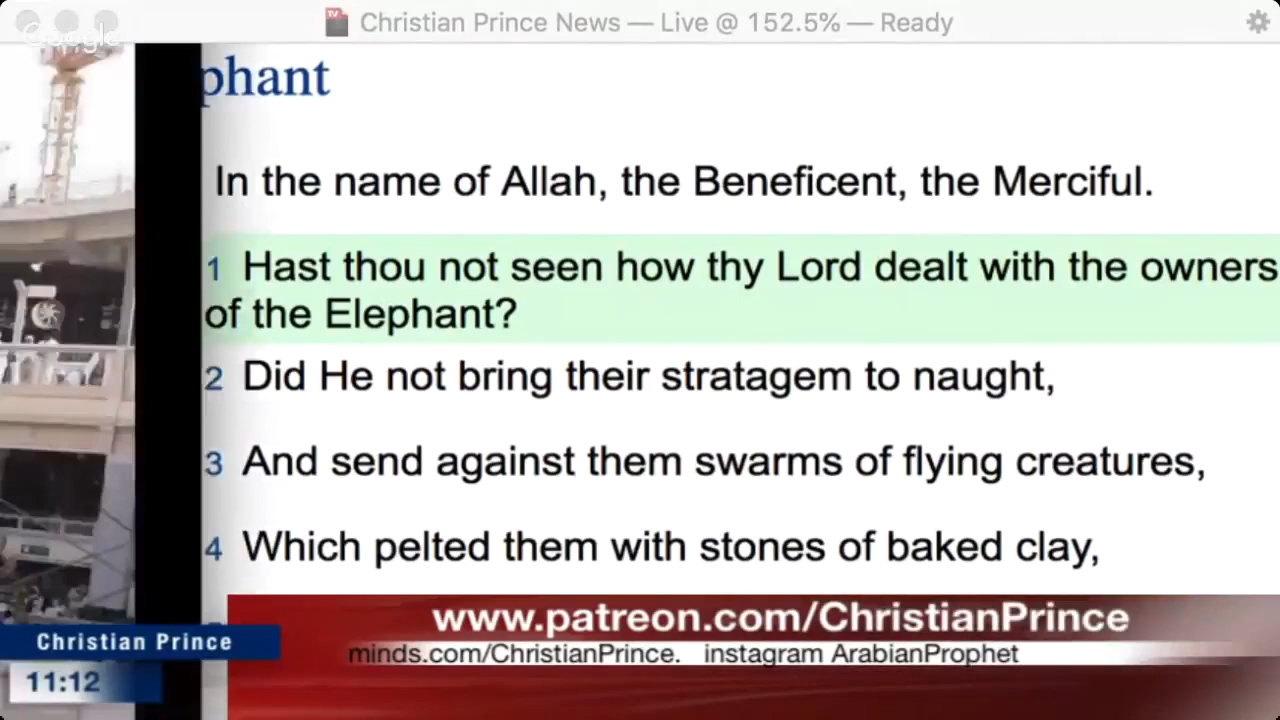 Christian Prince News — Live @ 152.5% — Ready
Google
phant
In the name of Allah, the Beneficent, the Merciful.
1 Hast thou not seen how thy Lord dealt with the owners
of the Elephant?
2 Did He not bring their stratagem to naught,
3 And send against them swarms of flying creatures,
4 Which pelted them with stones of baked clay,
www.patreon.com/ChristianPrince
Christian Prince
minds.com/ChristianPrince. instagram ArabianProphet
11:12